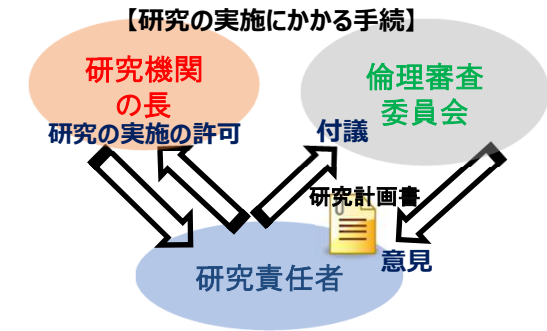 【研究の実施にかかる手続】
研究機関
の長
倫理審査
委員会
研究の実施の許可
付議
研究計画書
意見
研究責任者